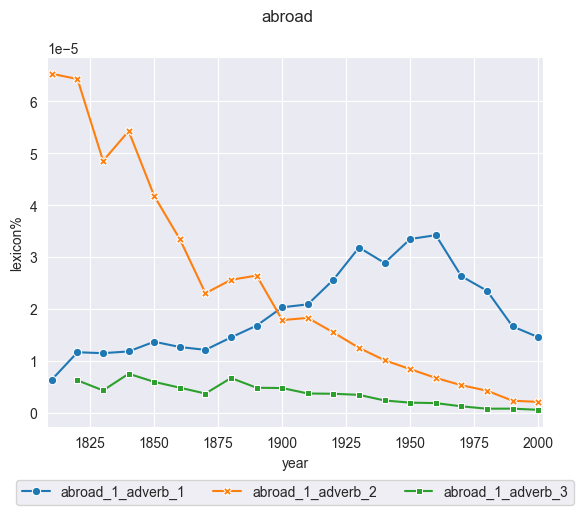 abroad
1e−5
6
5
4
3
2
1
0
lexicon%
1825 1850 1875 1900 1925 1950 1975 2000
year
abroad_1_adverb_1 abroad_1_adverb_2 abroad_1_adverb_3